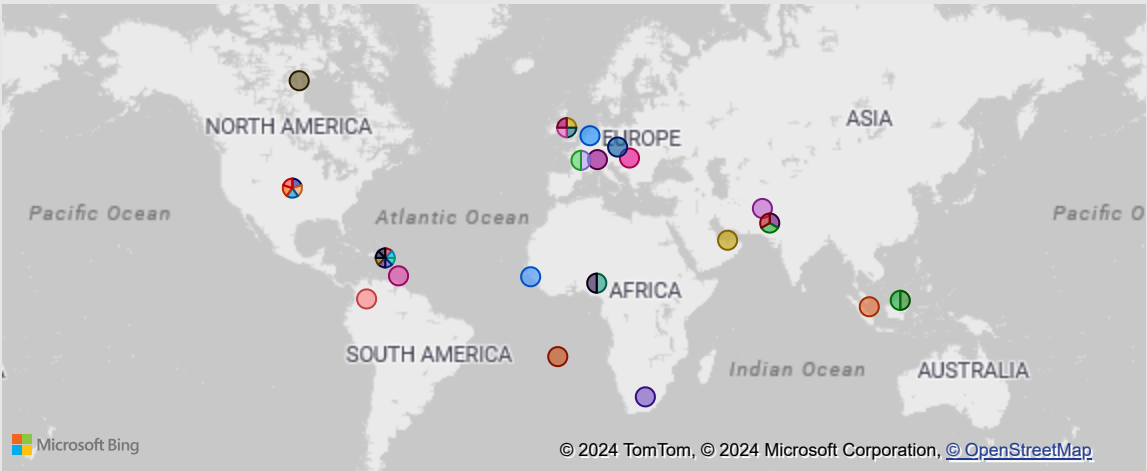 ASIA
NORTH AMERICA
EUROPE
Pacific Ocean
Atlantic Ocean
Pacific O
AFRICA
SOUTH AMERICA
Indian Ocean
AUSTRALIA
Microsoft Bing
© 2024 TomTom, © 2024 Microsoft Corporation, © OpenStreetMap